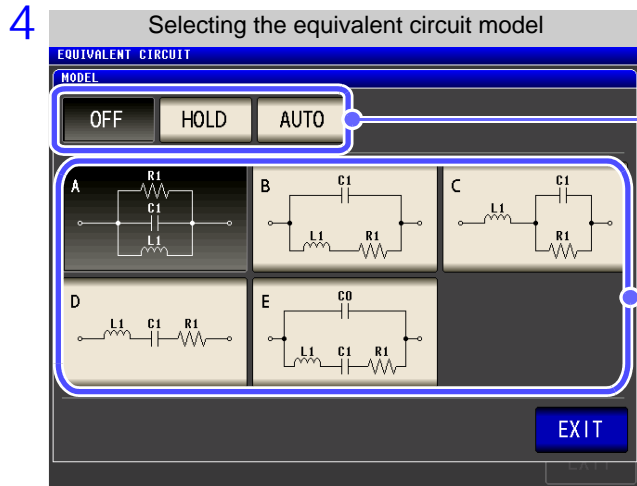 4
Selecting the equivalent circuit model
EQUIVALENT CIRCUIT
MODEL
OFF HOLD AUTO
A R1 C1 L1
B C1 L1 R1
C C1 L1 R1
D L1 C1 R1
E C0 L1 C1 R1
EXIT
EXIT